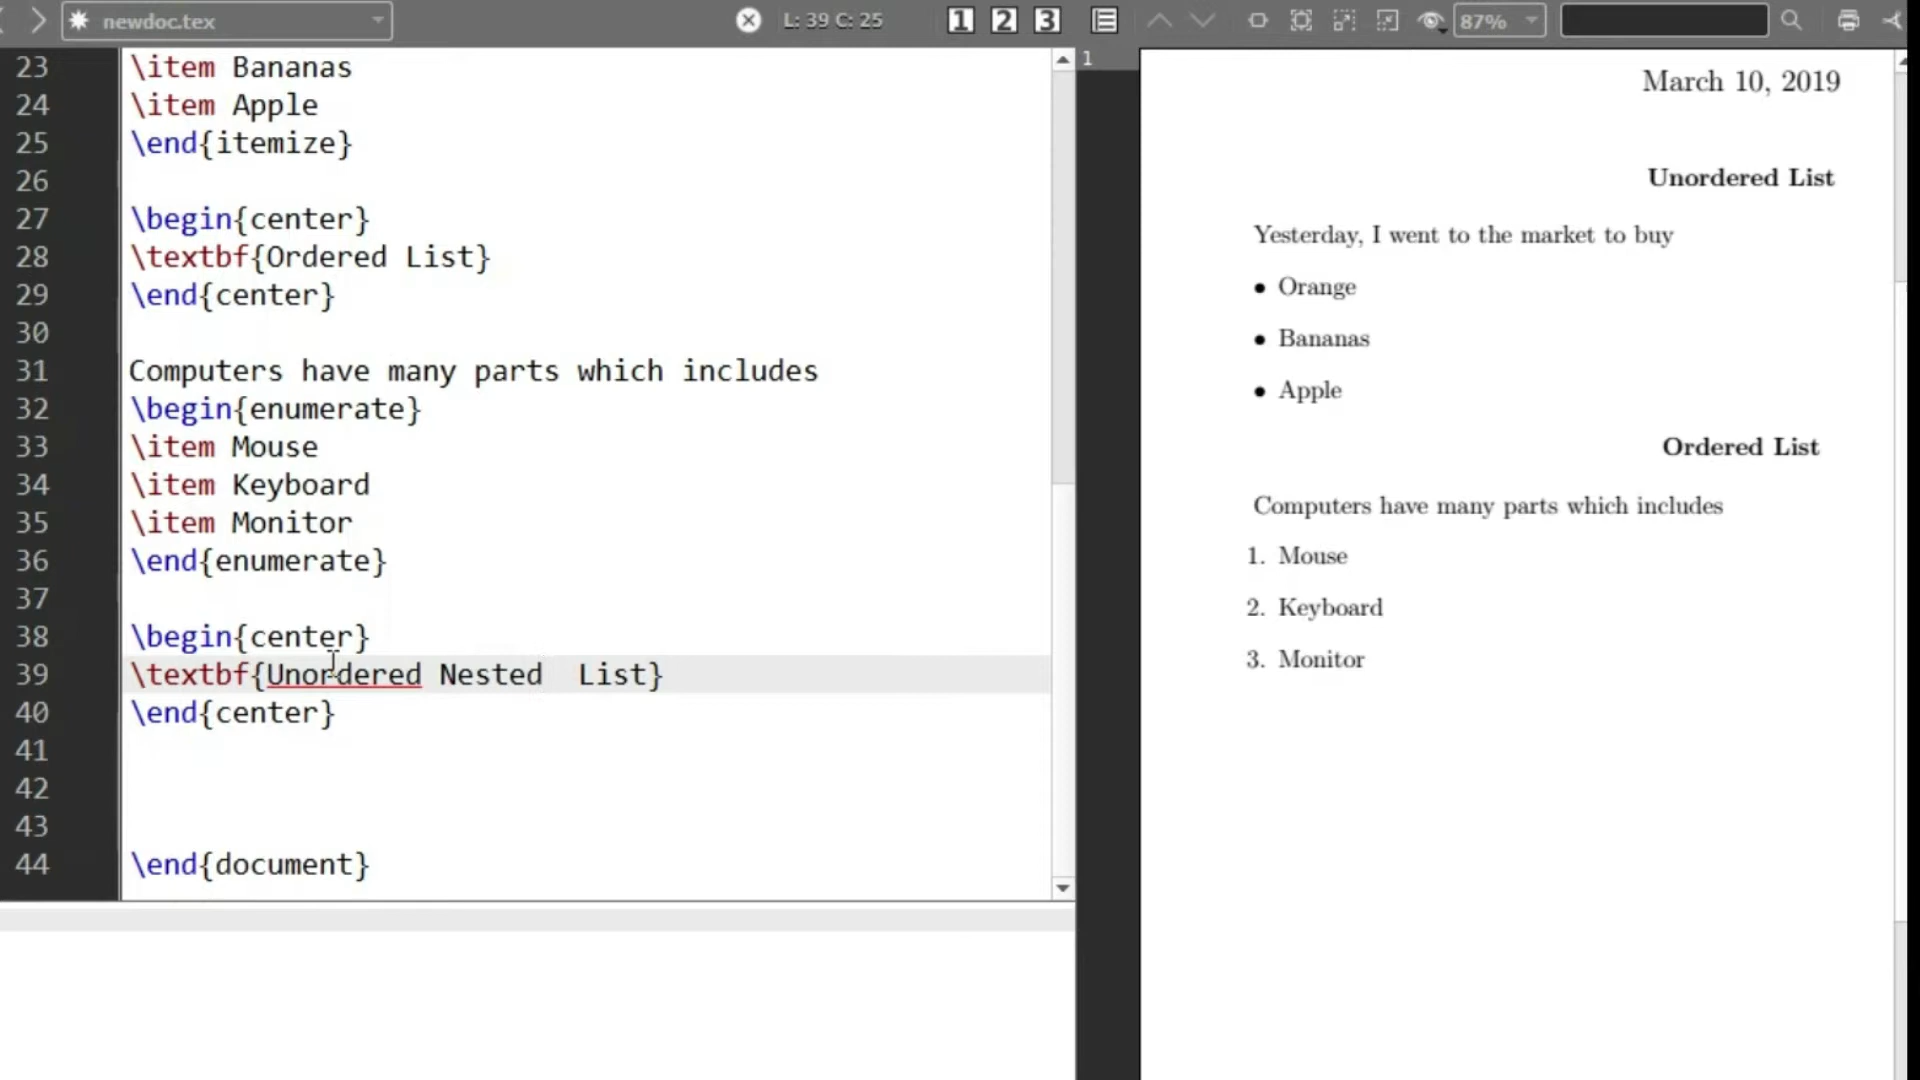 newdoc.tex
L: 39 C: 25
1 2 3
87%
23 \item Bananas
24 \item Apple
25 \end{itemize}
26
27 \begin{center}
28 \textbf{Ordered List}
29 \end{center}
30
31 Computers have many parts which includes
32 \begin{enumerate}
33 \item Mouse
34 \item Keyboard
35 \item Monitor
36 \end{enumerate}
37
38 \begin{center}
39 \textbf{Unordered Nested  List}
40 \end{center}
41
42
43
44 \end{document}
1
March 10, 2019
Unordered List
Yesterday, I went to the market to buy
• Orange
• Bananas
• Apple
Ordered List
Computers have many parts which includes
1. Mouse
2. Keyboard
3. Monitor